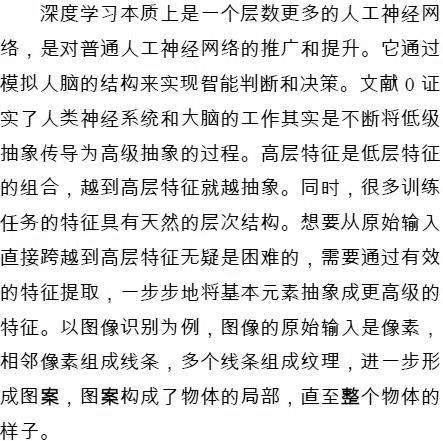 深度学习本质上是一个层数更多的人工神经网
络，是对普通人工神经网络的推广和提升。它通过
模拟人脑的结构来实现智能判断和决策。文献 0 证
实了人类神经系统和大脑的工作其实是不断将低级
抽象传导为高级抽象的过程。高层特征是低层特征
的组合，越到高层特征就越抽象。同时，很多训练
任务的特征具有天然的层次结构。想要从原始输入
直接跨越到高层特征无疑是困难的，需要通过有效
的特征提取，一步步地将基本元素抽象成更高级的
特征。以图像识别为例，图像的原始输入是像素，
相邻像素组成线条，多个线条组成纹理，进一步形
成图案，图案构成了物体的局部，直至整个物体的
样子。